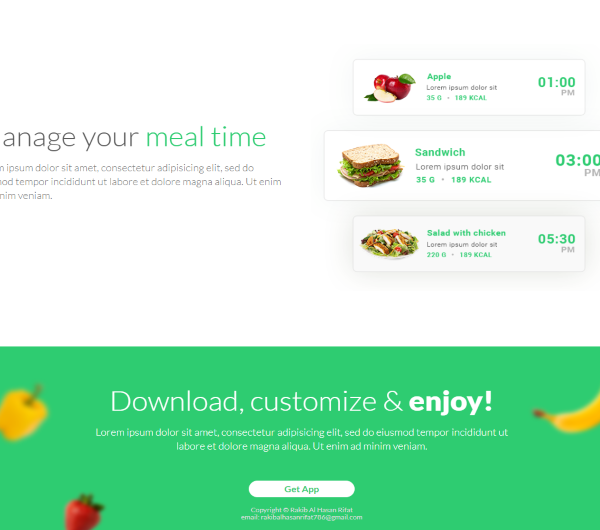 anage your meal time
m ipsum dolor sit amet, consectetur adipisicing elit, sed do
mod tempor incididunt ut labore et dolore magna aliqua. Ut enim
nim veniam.
Apple
Lorem ipsum dolor sit
35 G • 189 KCAL
01:00
PM
Sandwich
Lorem ipsum dolor sit
35 G • 189 KCAL
03:00
PM
Salad with chicken
Lorem ipsum dolor sit
220 G • 189 KCAL
05:30
PM
Download, customize & enjoy!
Lorem ipsum dolor sit amet, consectetur adipisicing elit, sed do eiusmod tempor incididunt ut
labore et dolore magna aliqua. Ut enim ad minim veniam.
Get App
Copyright © Rakib Al Hasan Rifat